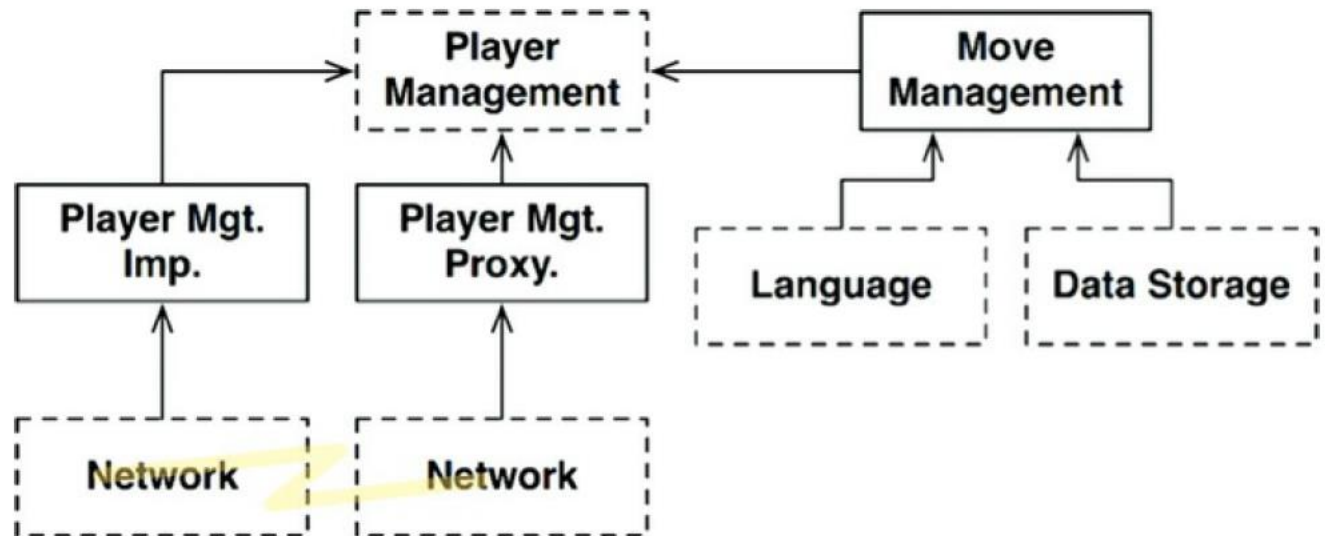 Player
Management
Move
Management
Player Mgt.
Imp.
Player Mgt.
Proxy.
Language
Data Storage
Network
Network